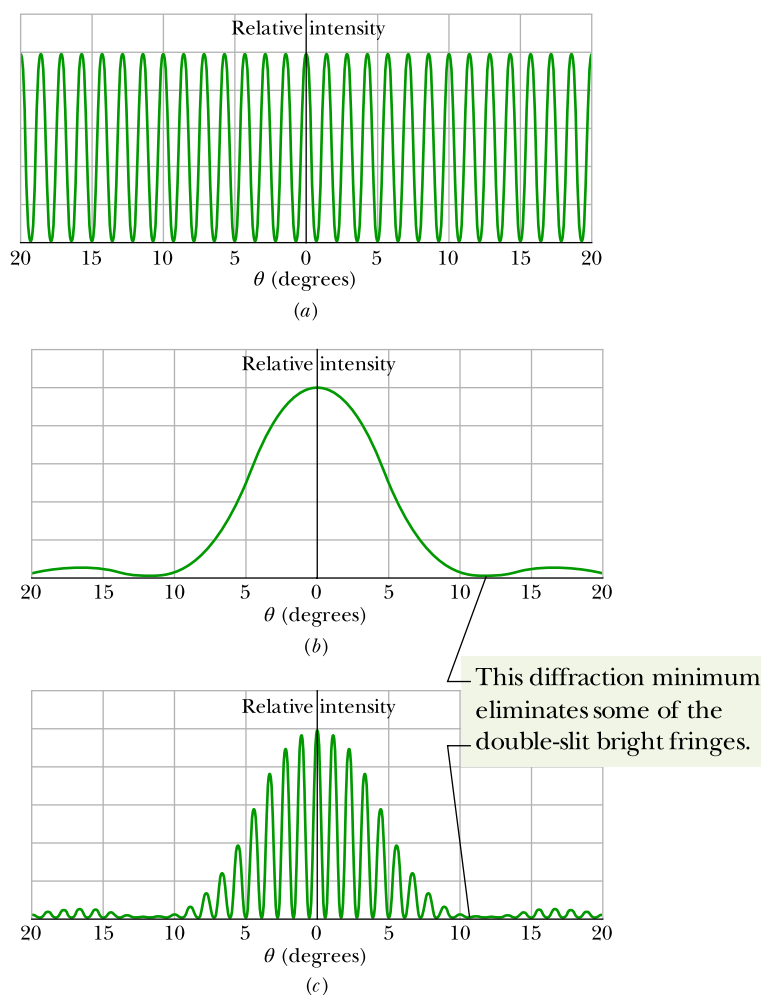 Relative intensity
20 15 10 5 0 5 10 15 20
θ (degrees)
(a)
Relative intensity
20 15 10 5 0 5 10 15 20
θ (degrees)
(b)
This diffraction minimum
eliminates some of the
double-slit bright fringes.
Relative intensity
20 15 10 5 0 5 10 15 20
θ (degrees)
(c)